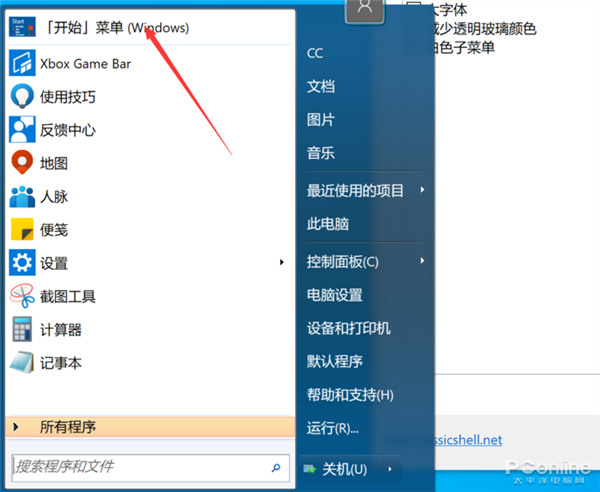 「开始」菜单 (Windows)
Xbox Game Bar
使用技巧
反馈中心
地图
人脉
便笺
设置
截图工具
计算器
记事本
所有程序
搜索程序和文件
CC
文档
图片
音乐
最近使用的项目
此电脑
控制面板(C)
电脑设置
设备和打印机
默认程序
帮助和支持(H)
运行(R)...
关机(U)
大字体
减少透明玻璃颜色
白色子菜单
ssicshell.net
PConline
太平洋电脑网